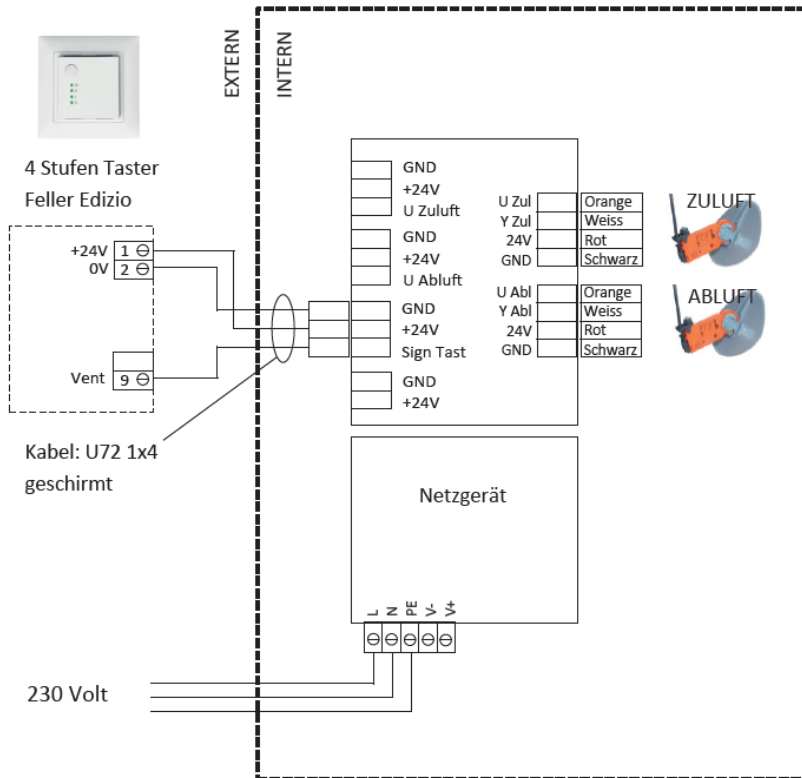 EXTERN
INTERN
4 Stufen Taster
Feller Edizio
+24V 1
0V 2
Vent 9
Kabel: U72 1x4
geschirmt
GND
+24V
U Zuluft
GND
+24V
U Abluft
GND
+24V
Sign Tast
GND
+24V
U Zul Orange
Y Zul Weiss
24V Rot
GND Schwarz
ZULUFT
U Abl Orange
Y Abl Weiss
24V Rot
GND Schwarz
ABLUFT
Netzgerät
L N PE V- V+
230 Volt